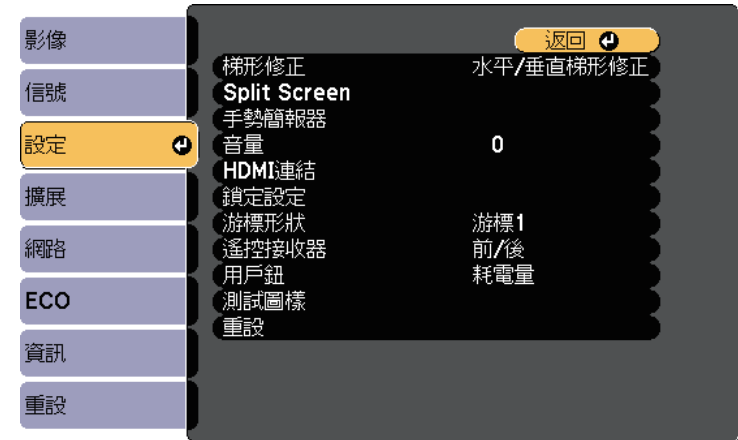 影像
信號
設定
擴展
網路
ECO
資訊
重設
返回
梯形修正 水平/垂直梯形修正
Split Screen
手勢簡報器
音量 0
HDMI連結
鎖定設定
游標形狀 游標1
遙控接收器 前/後
用戶鈕 耗電量
測試圖樣
重設